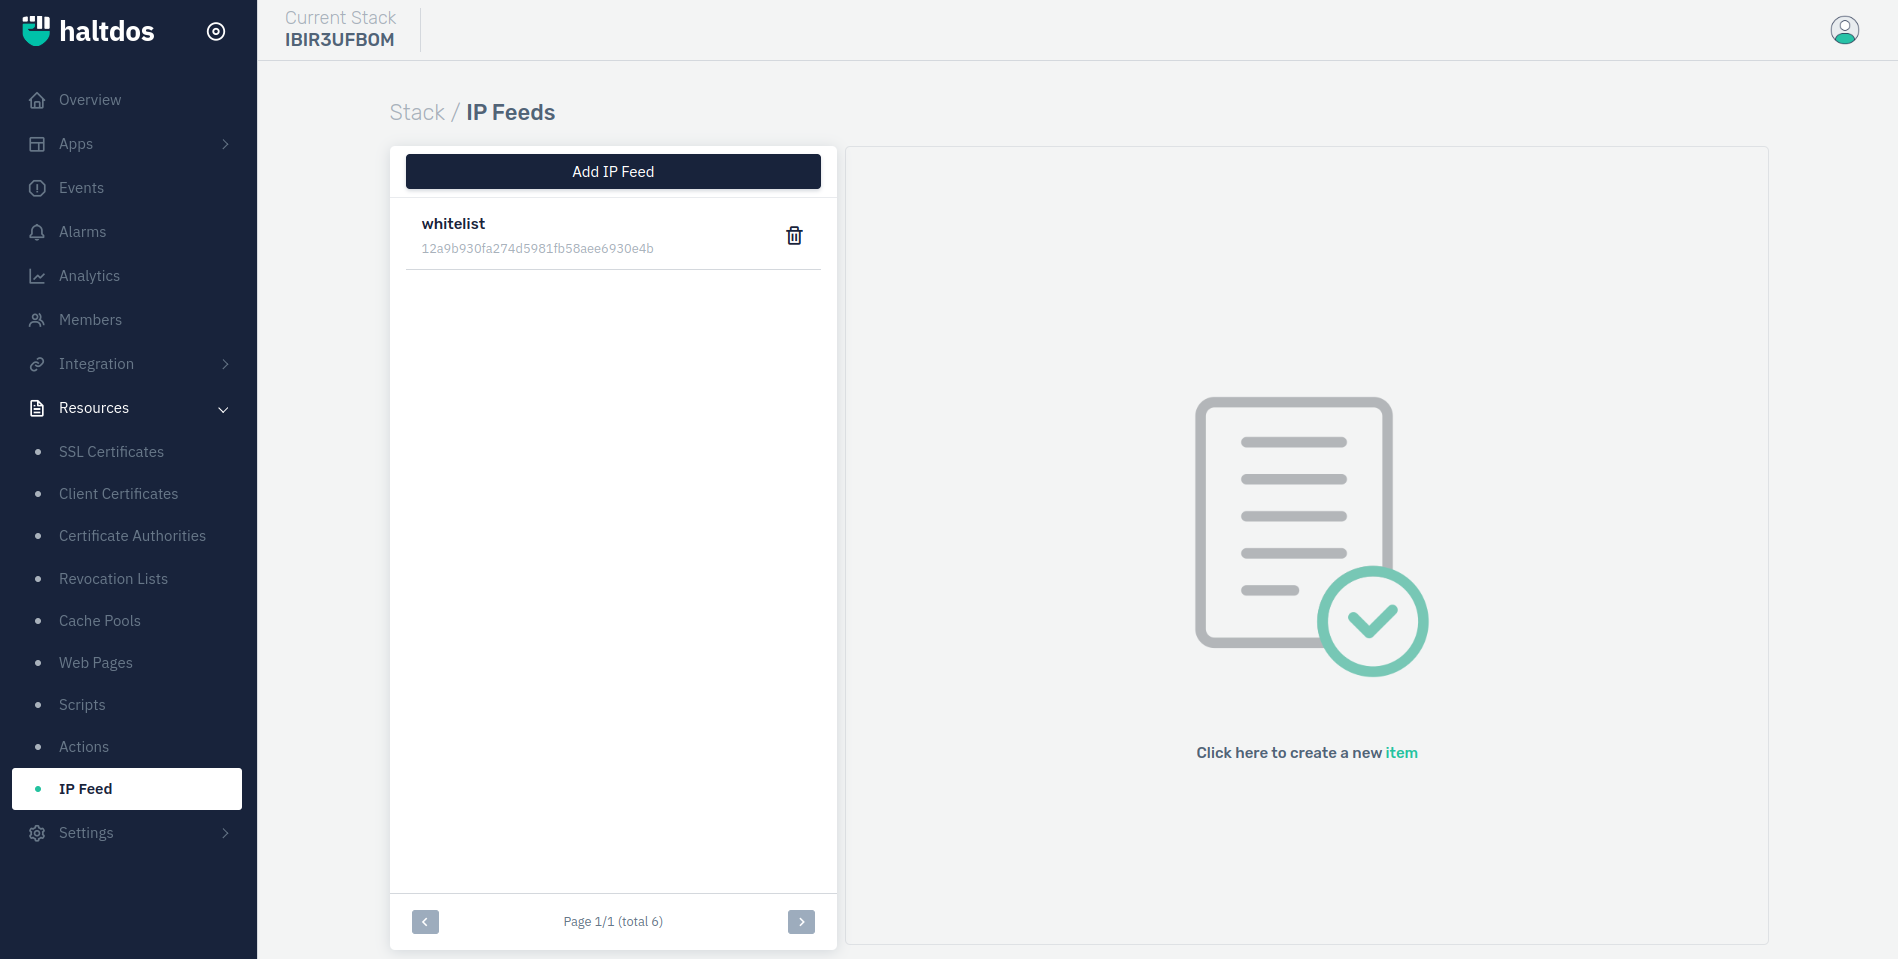 haltdos
Current Stack
IBIR3UFBOM
Overview
Apps
Events
Alarms
Analytics
Members
Integration
Resources
SSL Certificates
Client Certificates
Certificate Authorities
Revocation Lists
Cache Pools
Web Pages
Scripts
Actions
IP Feed
Settings
Stack / IP Feeds
Add IP Feed
whitelist
12a9b930fa274d5981fb58aee6930e4b
Page 1/1 (total 6)
Click here to create a new item